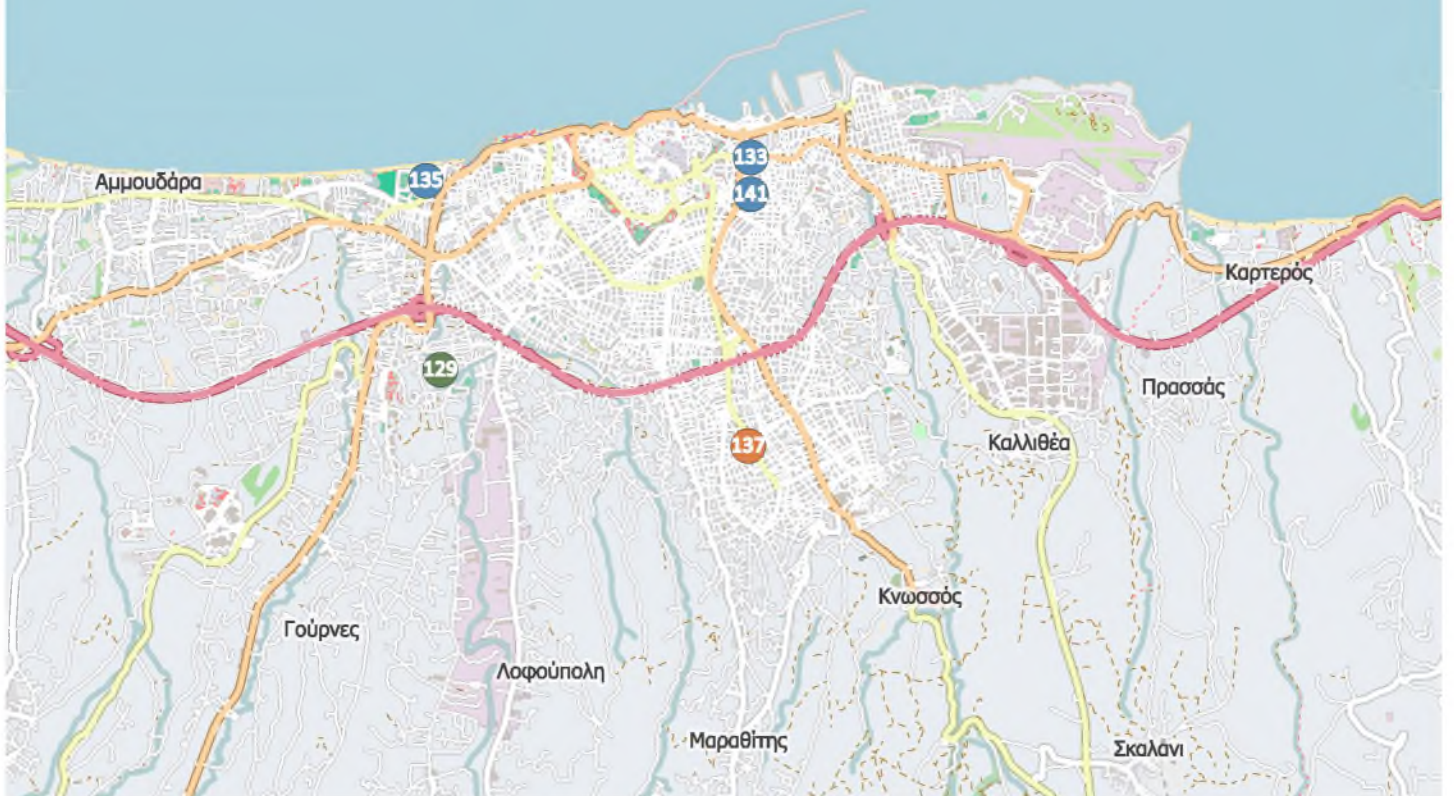 133
135
Αμμουδάρα
141
Καρτερός
129
Πρασσάς
137
Καλλιθέα
Κνωσσός
Γούρνες
Λοφούπολη
Μαραθίτης
Σκαλάνι